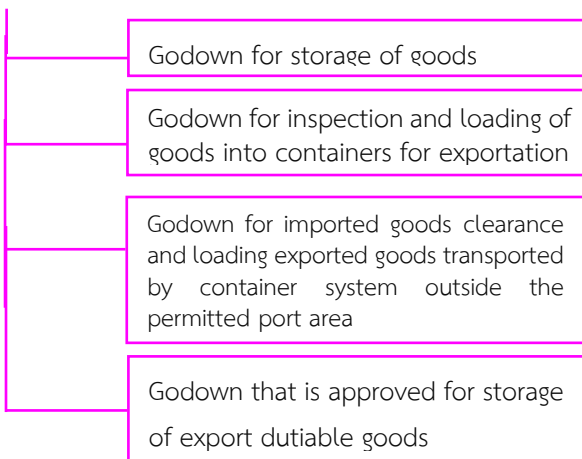 Godown for storage of goods
Godown for inspection and loading of
goods into containers for exportation
Godown for imported goods clearance
and loading exported goods transported
by container system outside the
permitted port area
Godown that is approved for storage
of export dutiable goods